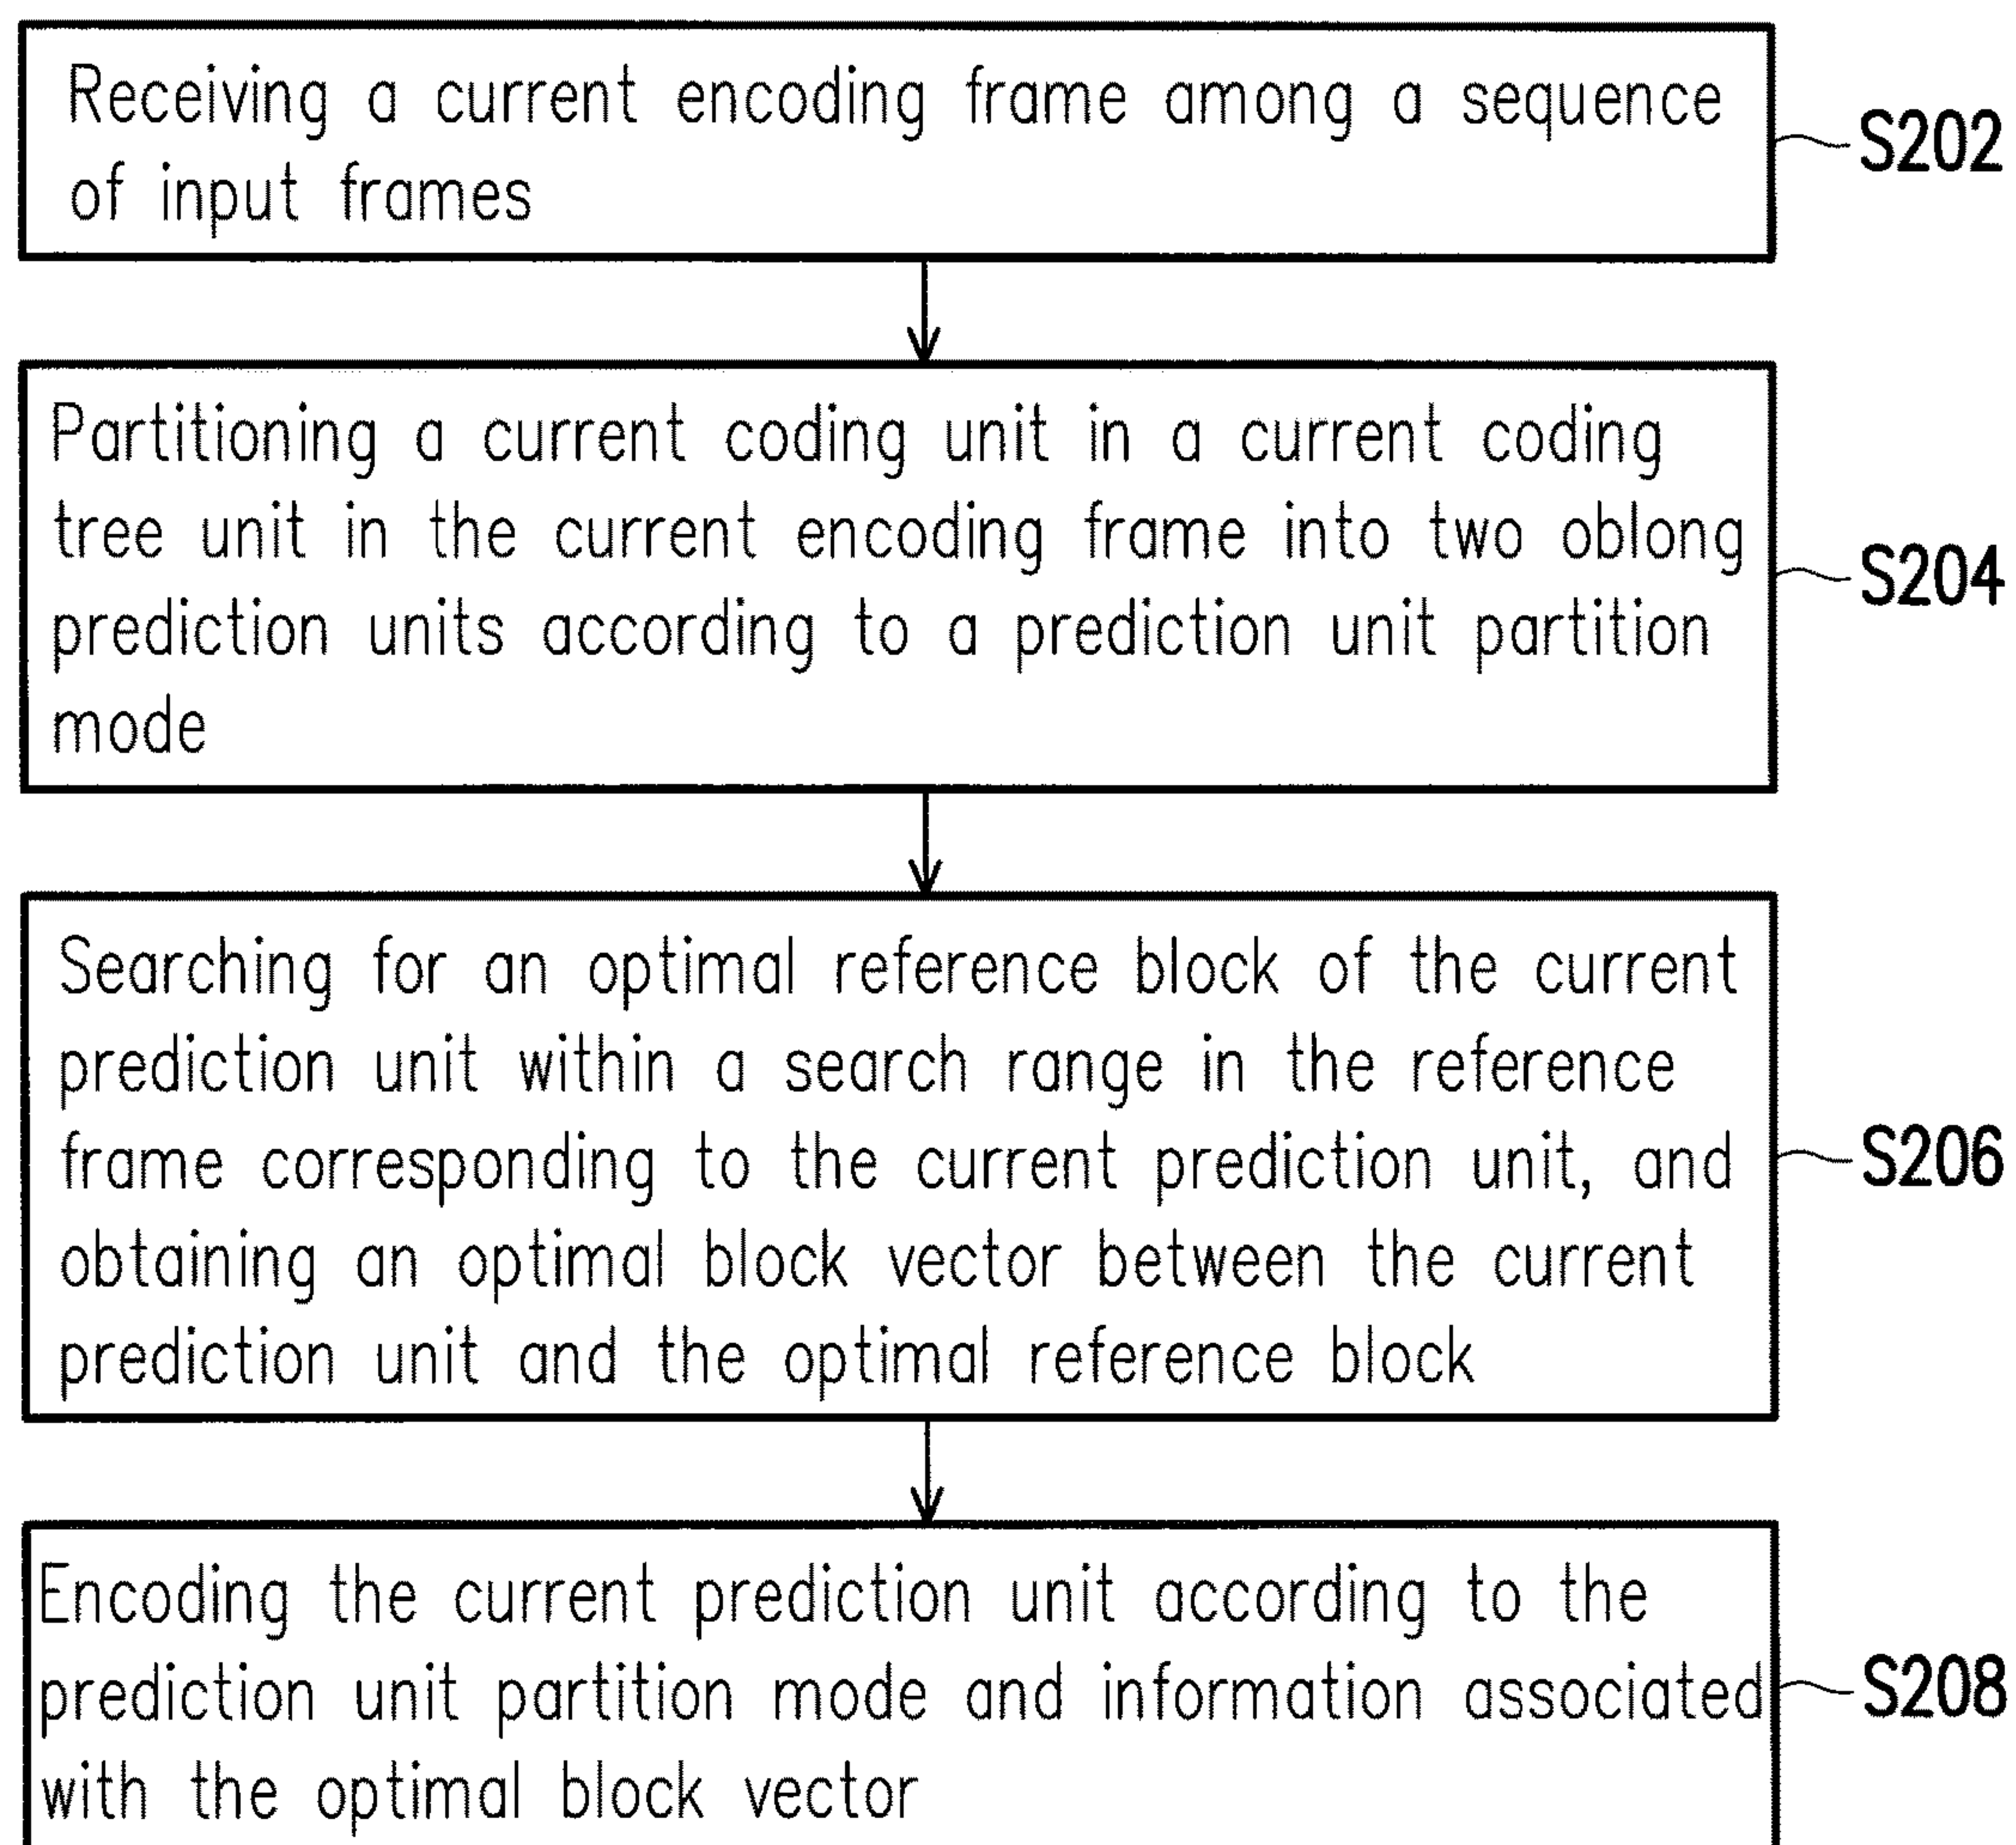 Receiving a current encoding frame among a sequence
of input frames
S202
Partitioning a current coding unit in a current coding
tree unit in the current encoding frame into two oblong
prediction units according to a prediction unit partition
mode
S204
Searching for an optimal reference block of the current
prediction unit within a search range in the reference
frame corresponding to the current prediction unit, and
obtaining an optimal block vector between the current
prediction unit and the optimal reference block
S206
Encoding the current prediction unit according to the
prediction unit partition mode and information associated
with the optimal block vector
S208